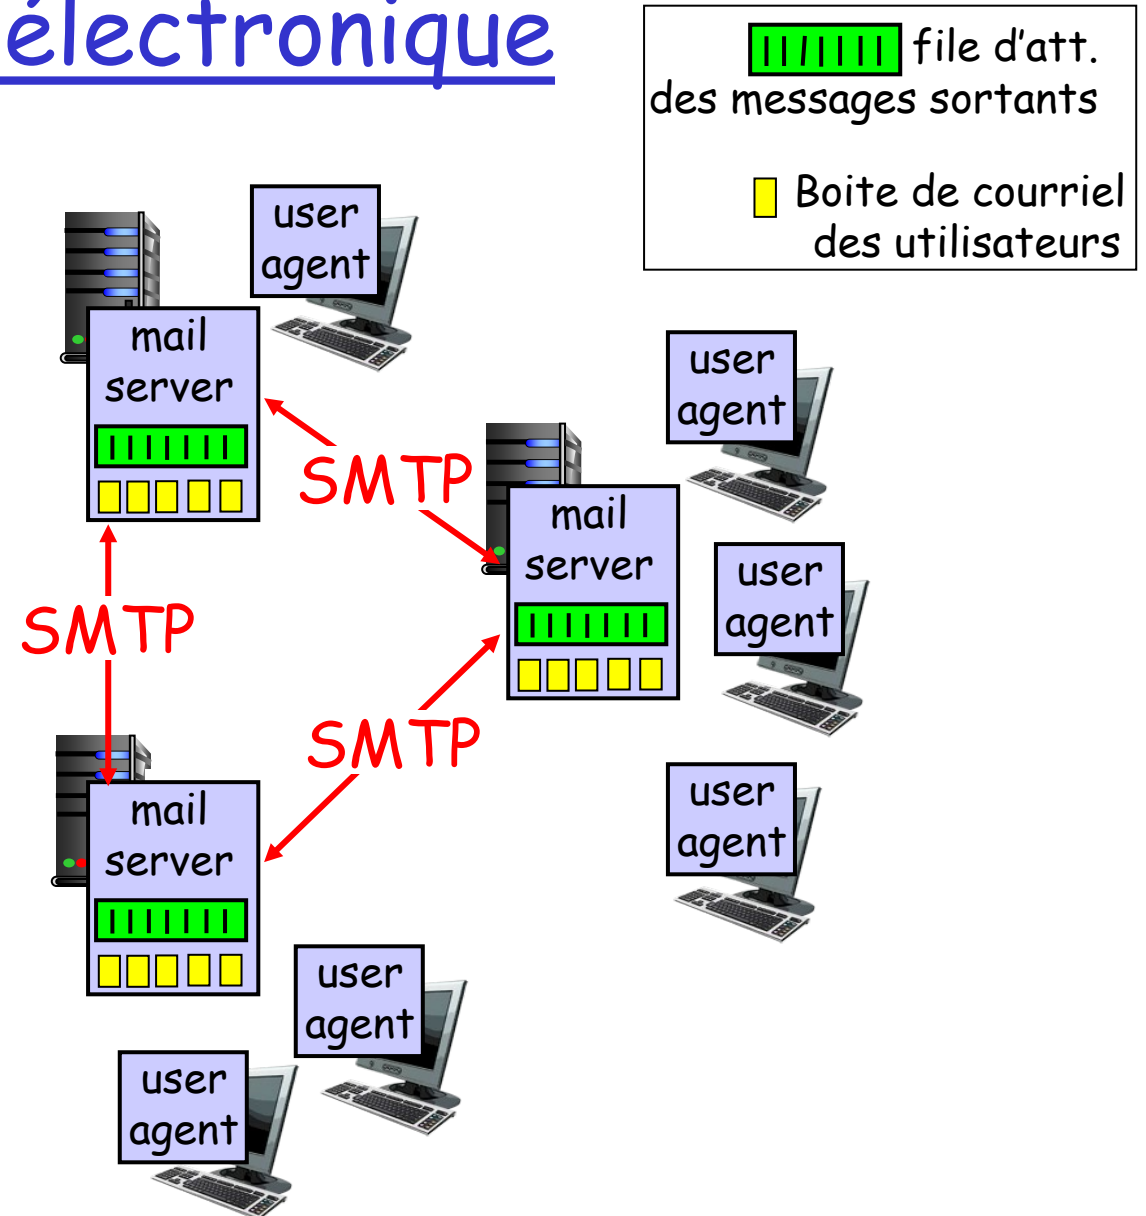 électronique
file d'att.
des messages sortants
Boite de courriel
des utilisateurs
user
agent
mail
server
user
agent
SMTP
mail
server
user
agent
SMTP
SMTP
mail
server
user
agent
user
agent
user
agent